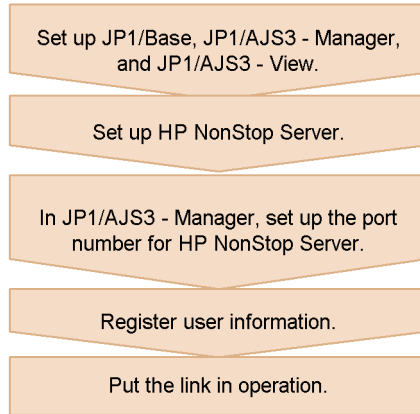 Set up JP1/Base, JP1/AJS3 - Manager,
and JP1/AJS3 - View.
Set up HP NonStop Server.
In JP1/AJS3 - Manager, set up the port
number for HP NonStop Server.
Register user information.
Put the link in operation.